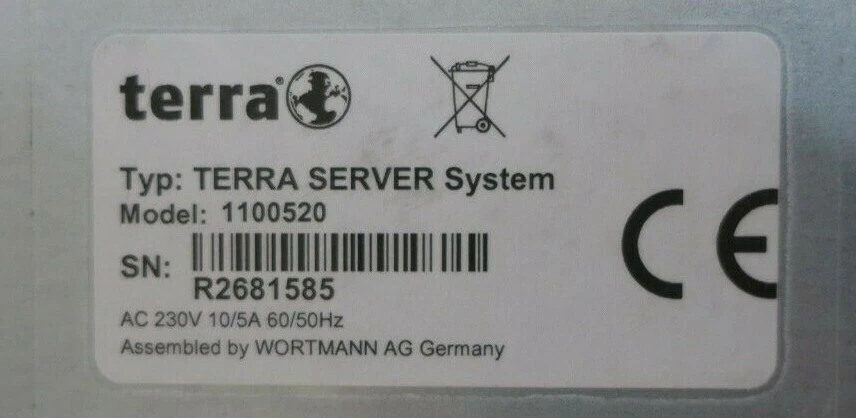 terra®
Typ: TERRA SERVER System
Model: 1100520
SN:
R2681585
AC 230V 10/5A 60/50Hz
Assembled by WORTMANN AG Germany
CE